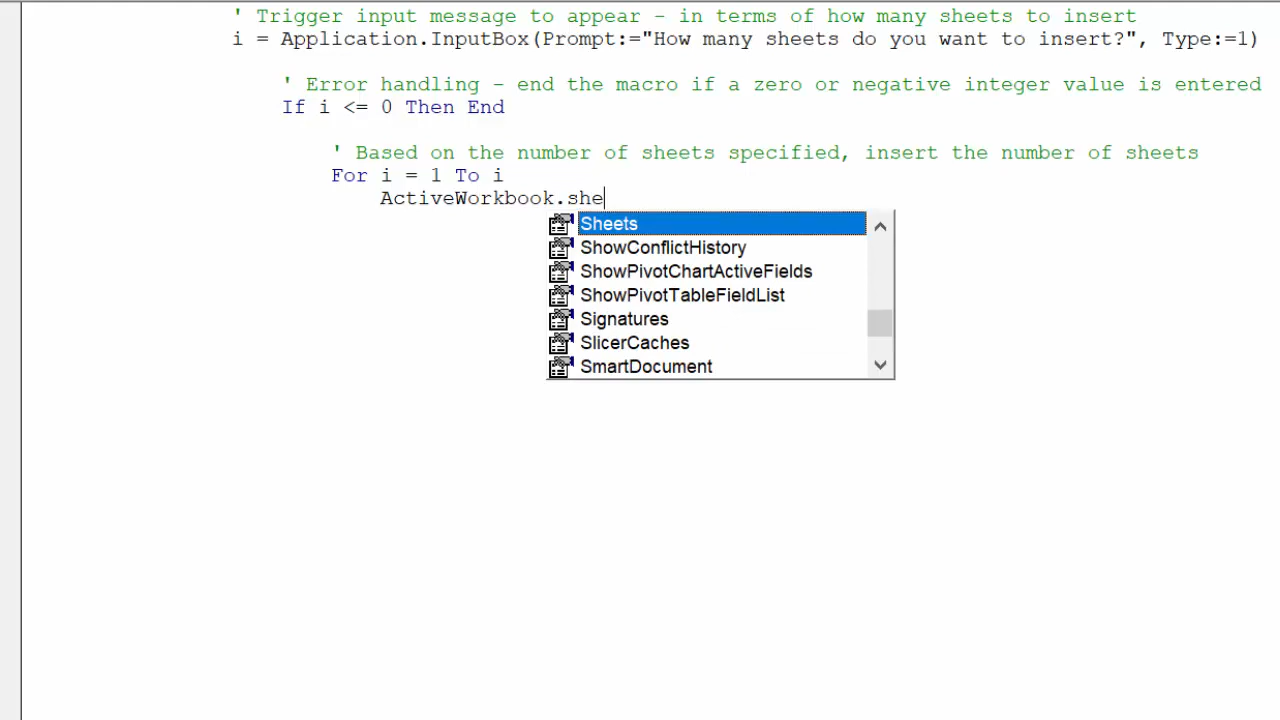 ' Trigger input message to appear - in terms of how many sheets to insert
i = Application.InputBox(Prompt:="How many sheets do you want to insert?", Type:=1)
' Error handling - end the macro if a zero or negative integer value is entered
If i <= 0 Then End
' Based on the number of sheets specified, insert the number of sheets
For i = 1 To i
ActiveWorkbook.she
Sheets
ShowConflictHistory
ShowPivotChartActiveFields
ShowPivotTableFieldList
Signatures
SlicerCaches
SmartDocument